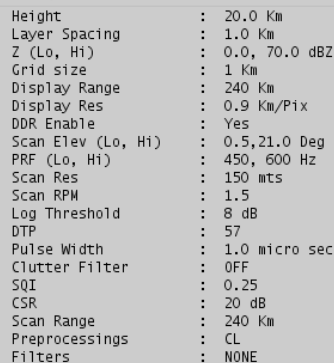 Height : 20.0 Km
Layer Spacing : 1.0 Km
Z (Lo, Hi) : 0.0, 70.0 dBZ
Grid size : 1 Km
Display Range : 240 Km
Display Res : 0.9 Km/Pix
DDR Enable : Yes
Scan Elev (Lo, Hi) : 0.5,21.0 Deg
PRF (Lo, Hi) : 450, 600 Hz
Scan Res : 150 mts
Scan RPM : 1.5
Log Threshold : 8 dB
DTP : 57
Pulse Width : 1.0 micro sec
Clutter Filter : OFF
SQI : 0.25
CSR : 20 dB
Scan Range : 240 Km
Preprocessings : CL
Filters : NONE